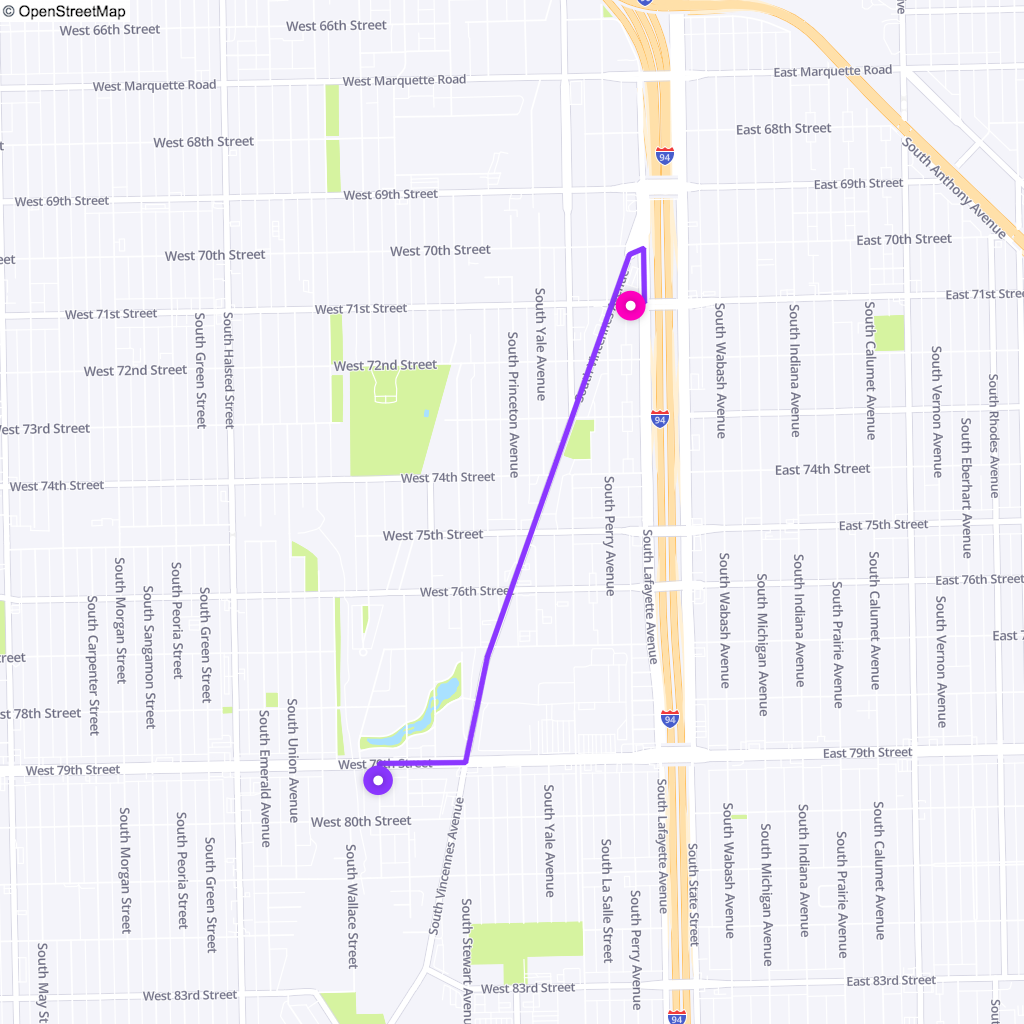 © OpenStreetMap
West 66th Street
West 66th Street
94
West Marquette Road
West Marquette Road
East Marquette Road
West 68th Street
East 68th Street
94
South Anthony Avenue
West 69th Street
West 69th Street
East 69th Street
West 70th Street
West 70th Street
East 70th Street
West 71st Street
West 71st Street
East 71st Street
South Vincennes Avenue
South Green Street
South Halsted Street
South Yale Avenue
South Princeton Avenue
South Wabash Avenue
South Indiana Avenue
South Calumet Avenue
South Vernon Avenue
South Rhodes Avenue
South Eberhart Avenue
West 72nd Street
West 72nd Street
West 73rd Street
94
West 74th Street
West 74th Street
East 74th Street
West 75th Street
East 75th Street
South Perry Avenue
South Lafayette Avenue
West 76th Street
East 76th Street
South Morgan Street
South Carpenter Street
South Sangamon Street
South Peoria Street
South Green Street
South Wabash Avenue
South Michigan Avenue
South Indiana Avenue
South Prairie Avenue
South Calumet Avenue
South Vernon Avenue
East 7
reet
st 78th Street
94
South Emerald Avenue
South Union Avenue
West 79th Street
West 79th Street
East 79th Street
West 80th Street
South Morgan Street
South Peoria Street
South Green Street
South Wallace Street
South Vincennes Avenue
South Stewart Avenu
South Yale Avenue
South La Salle Street
South Perry Avenue
South Lafayette Avenue
South State Street
South Wabash Avenue
South Michigan Avenue
South Indiana Avenue
South Prairie Avenue
South Calumet Avenue
South May St
West 83rd Street
West 83rd Street
East 83rd Street
94
South